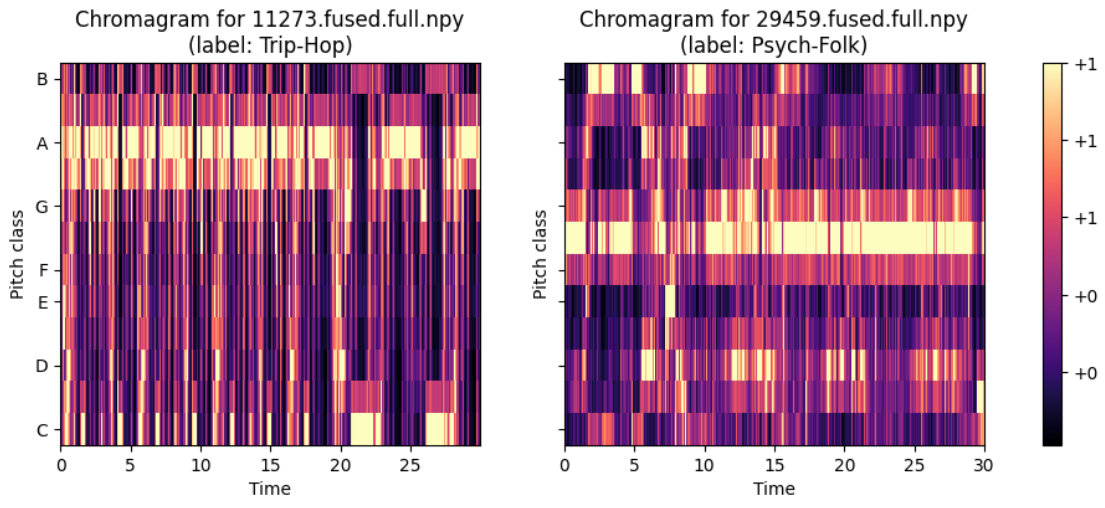 Chromagram for 11273.fused.full.npy
(label: Trip-Hop)
B
A
G
F
E
D
C
Pitch class
0 5 10 15 20 25
Time
Chromagram for 29459.fused.full.npy
(label: Psych-Folk)
Pitch class
0 5 10 15 20 25 30
Time
+1
+1
+1
+0
+0